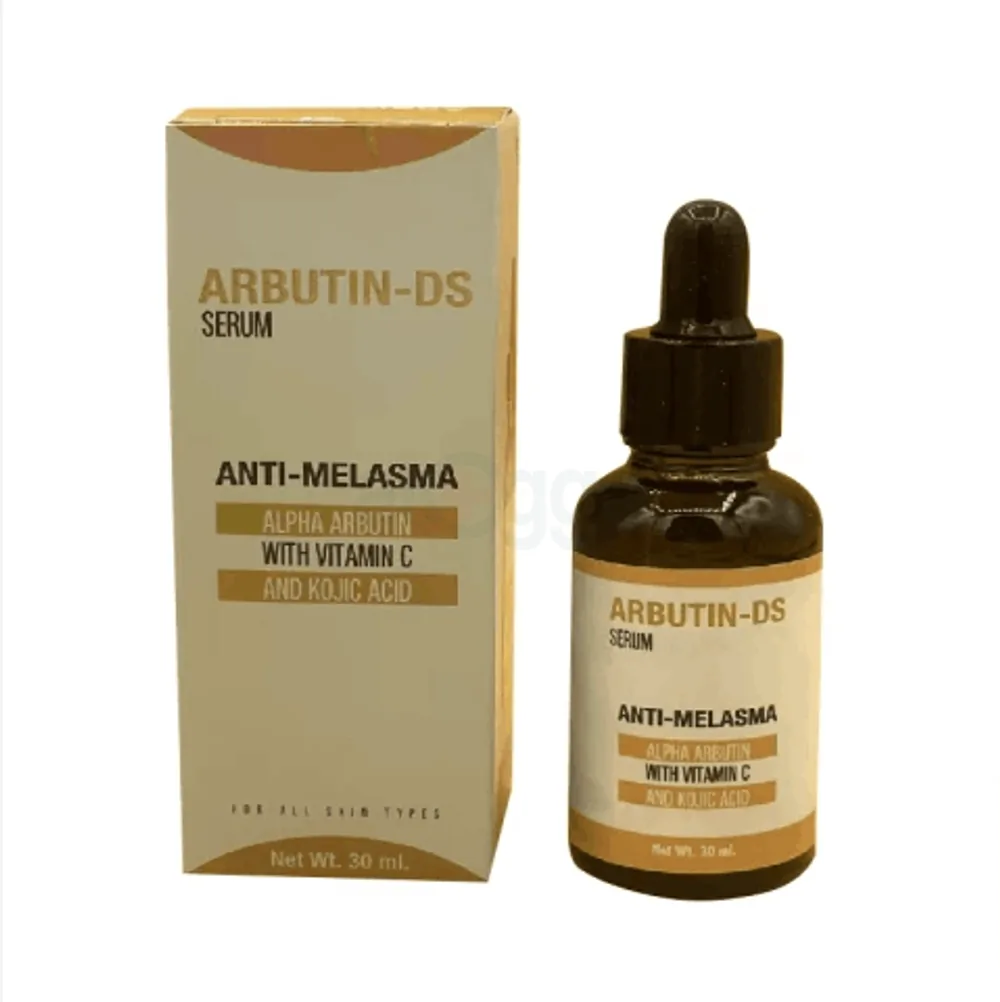 ARBUTIN-DS
SERUM
ANTI-MELASMA
ALPHA ARBUTIN
WITH VITAMIN C
AND KOJIC ACID
FOR ALL SKIN TYPES
Net Wt. 30 ml.
ARBUTIN-DS
SERUM
ANTI-MELASMA
ALPHA ARBUTIN
WITH VITAMIN C
AND KOJIC ACID
Net Wt. 30 ml.